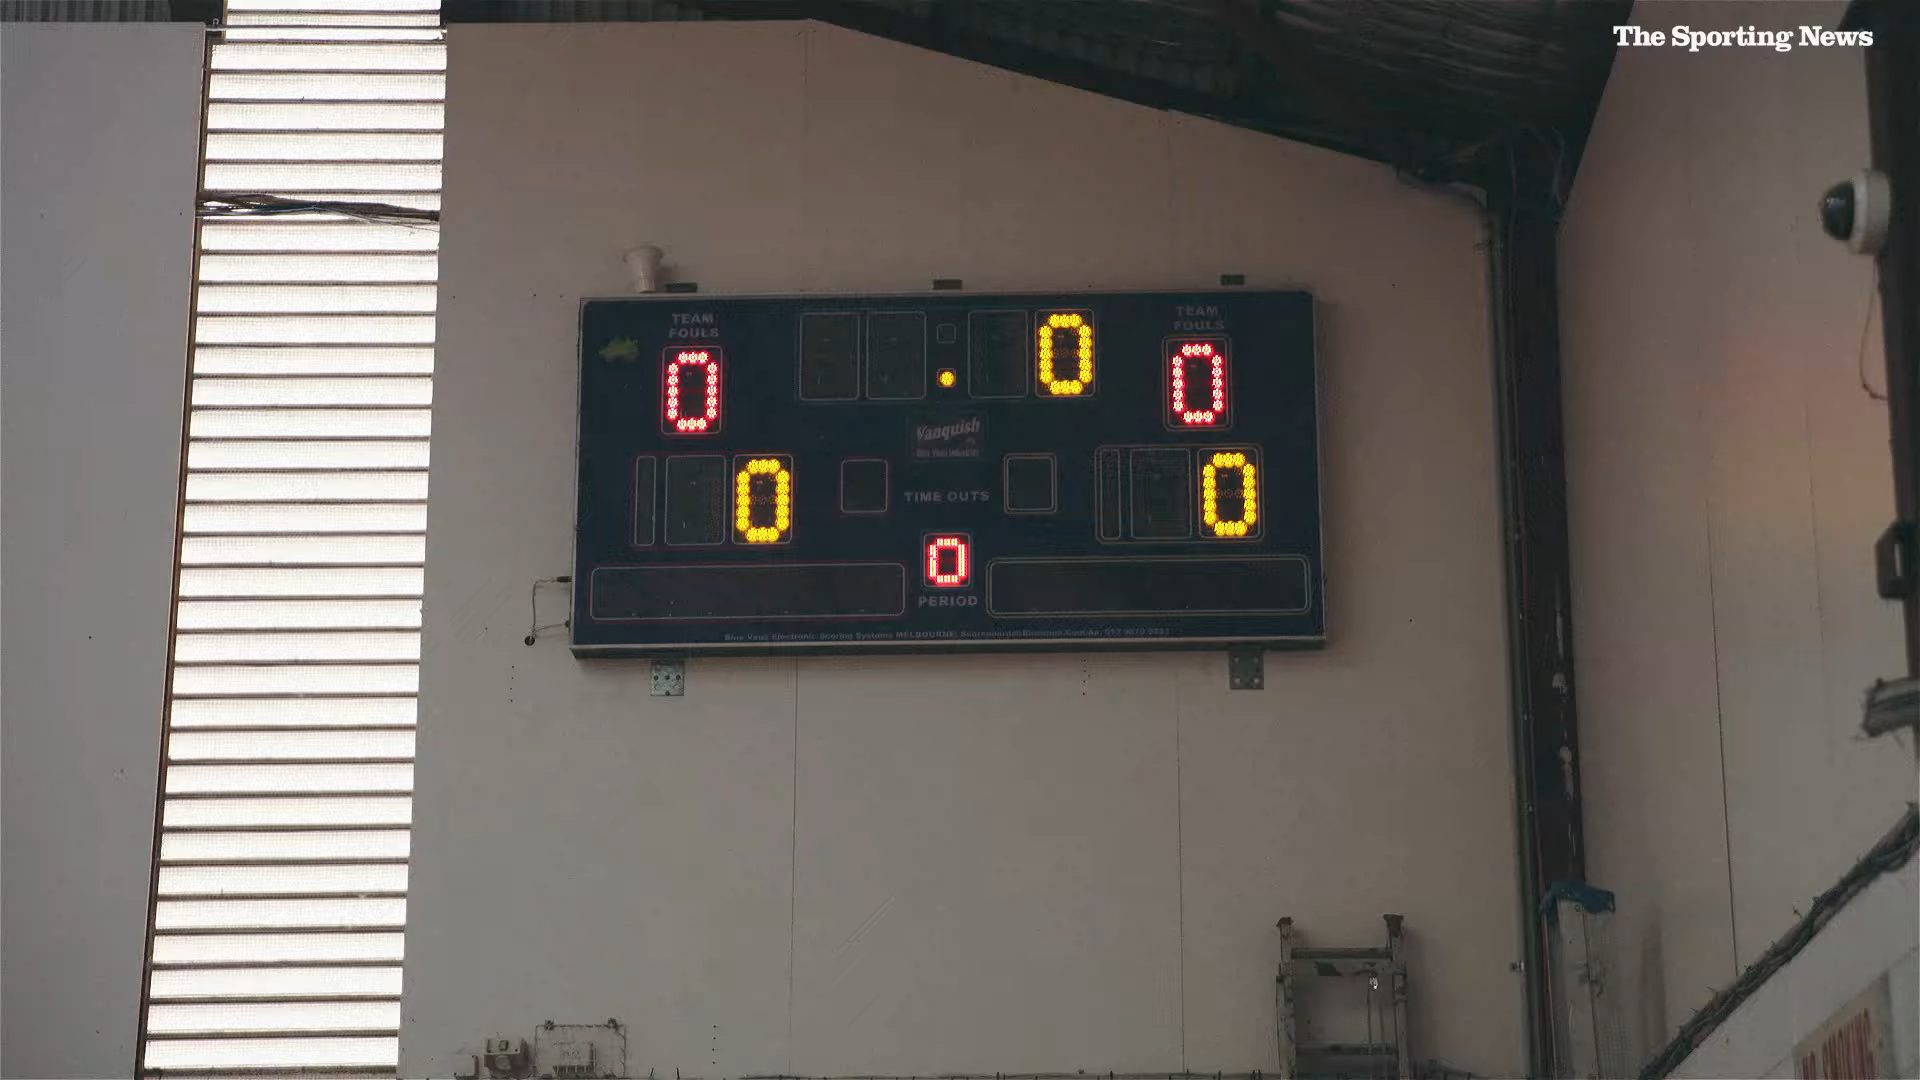 The Sporting News
TEAM FOULS
.0
TEAM FOULS
0
0
Vanquish
0
TIME OUTS
0
0
PERIOD